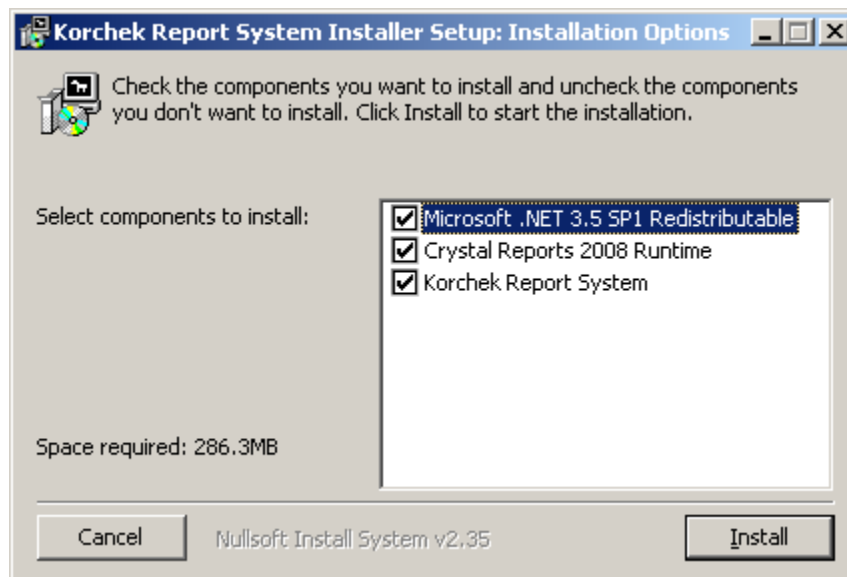 Korchek Report System Installer Setup: Installation Options
Check the components you want to install and uncheck the components
you don't want to install. Click Install to start the installation.
Select components to install:
Microsoft .NET 3.5 SP1 Redistributable
Crystal Reports 2008 Runtime
Korchek Report System
Space required: 286.3MB
Cancel
Nullsoft Install System v2.35
Install